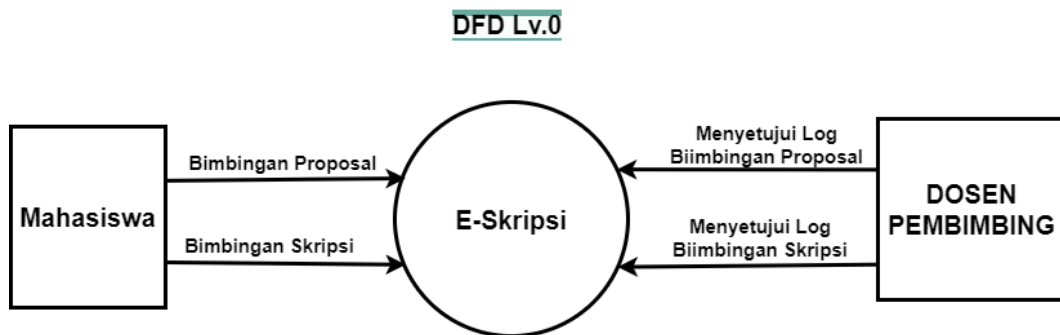 DFD Lv.0
Mahasiswa
Bimbingan Proposal
Bimbingan Skripsi
E-Skripsi
Menyetujui Log
Biimbingan Proposal
Menyetujui Log
Biimbingan Skripsi
DOSEN
PEMBIMBING